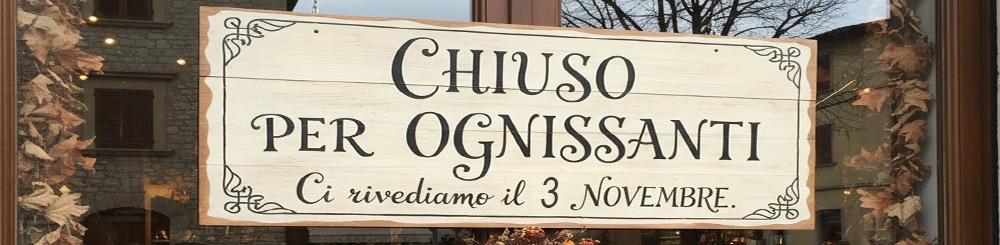 CHIUSO
PER OGNISSANTI
Ci rivediamo il 3 NOVEMBRE.